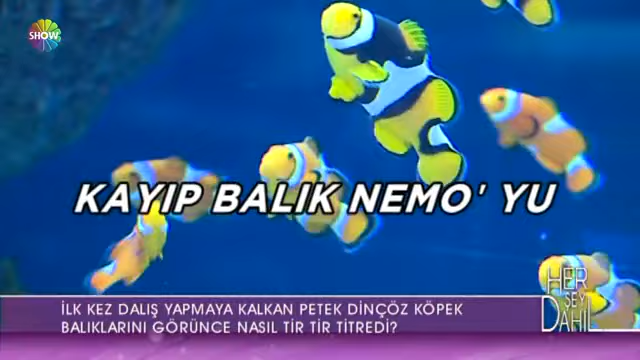 SHOW
KAYIP BALIK NEMO' YU
HER
ŞEY
DAHİL
İLK KEZ DALIŞ YAPMAYA KALKAN PETEK DİNÇÖZ KÖPEK
BALIKLARINI GÖRÜNCE NASIL TİR TİR TİTREDİ?